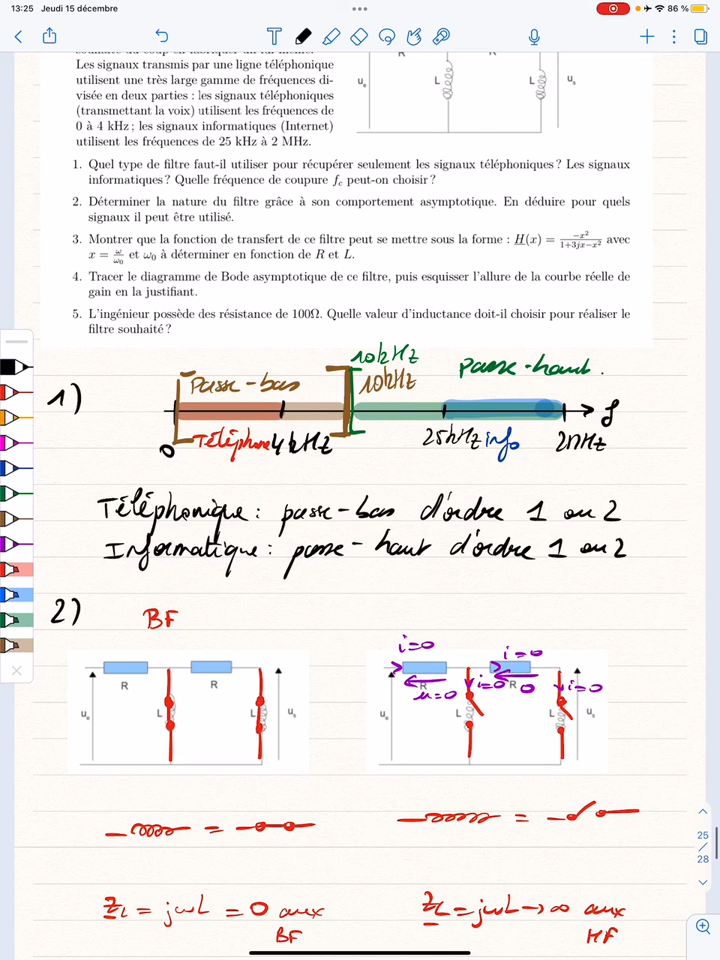 13:25 Jeudi 15 décembre
86 %
Les signaux transmis par une ligne téléphonique
utilisent une très large gamme de fréquences di-
visée en deux parties : les signaux téléphoniques
(transmettant la voix) utilisent les fréquences de
0 à 4 kHz ; les signaux informatiques (Internet)
utilisent les fréquences de 25 kHz à 2 MHz.
uₑ L L uₛ
1. Quel type de filtre faut-il utiliser pour récupérer seulement les signaux téléphoniques ? Les signaux
informatiques ? Quelle fréquence de coupure f_c peut-on choisir ?
2. Déterminer la nature du filtre grâce à son comportement asymptotique. En déduire pour quels
signaux il peut être utilisé.
3. Montrer que la fonction de transfert de ce filtre peut se mettre sous la forme : H(x) = -x²/(1+3jx-x²) avec
x = ω/ω₀ et ω₀ à déterminer en fonction de R et L.
4. Tracer le diagramme de Bode asymptotique de ce filtre, puis esquisser l'allure de la courbe réelle de
gain en la justifiant.
5. L'ingénieur possède des résistance de 100Ω. Quelle valeur d'inductance doit-il choisir pour réaliser le
filtre souhaité ?
10kHz
1) passe-bas 10kHz passe-haut.
f
0 Téléphone 4kHz 25kHz info 2MHz
Téléphonique : passe-bas d'ordre 1 ou 2
Informatique : passe-haut d'ordre 1 ou 2
2) BF
i=0 i=0
R R R R
u=0 i=0 0 i=0
uₑ L L uₛ uₑ L L uₛ
= =
Z_L = jωL = 0 aux Z_L = jωL → ∞ aux
BF HF
25
/
28